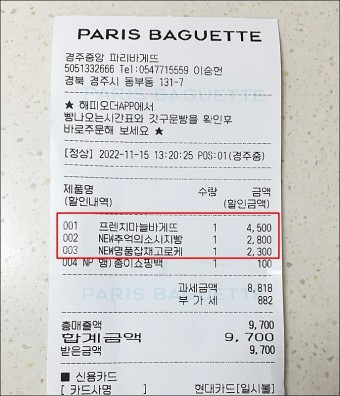 PARIS BAGUETTE
경주중앙 파리바게뜨
5051332666 Tel:0547715559 이승언
북 경주시 동부동 131-7
★ 해피오더APP에서
빵나오는시간표와 갓구운빵을 확인후
바로주문해 보세요 ★
[정상] 2022-11-15 13:20:25 POS:01(경주중)
제품명 수량 금액
(할인내역) (할인금액)
001 프렌치마늘바게뜨 1 4,500
002 NEW추억의소시지빵 1 2,800
003 NEW명품잡채고로케 1 2,300
004 NP 맵)종이쇼핑백 1 100
과세금액 8,818
부 가 세 882
총매출액 9,700
합계금액 9,700
받은금액 9,700
■ 신용카드
[ 카드사명 ] 현대카드[일시불]